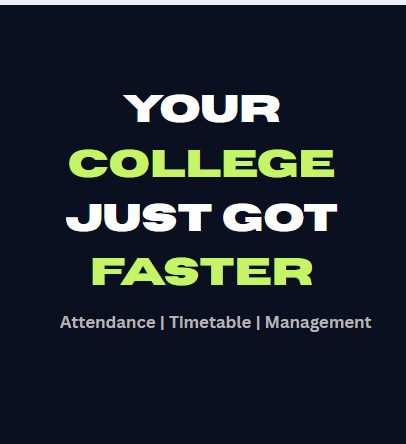 YOUR
COLLEGE
JUST GOT
FASTER
Attendance | Timetable | Management